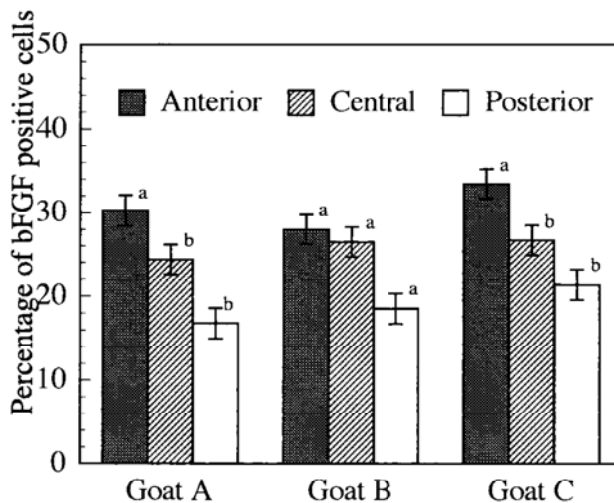 Percentage of bFGF positive cells
50
40
30
20
10
0
Anterior Central Posterior
a b b
a a a
a b b
Goat A Goat B Goat C